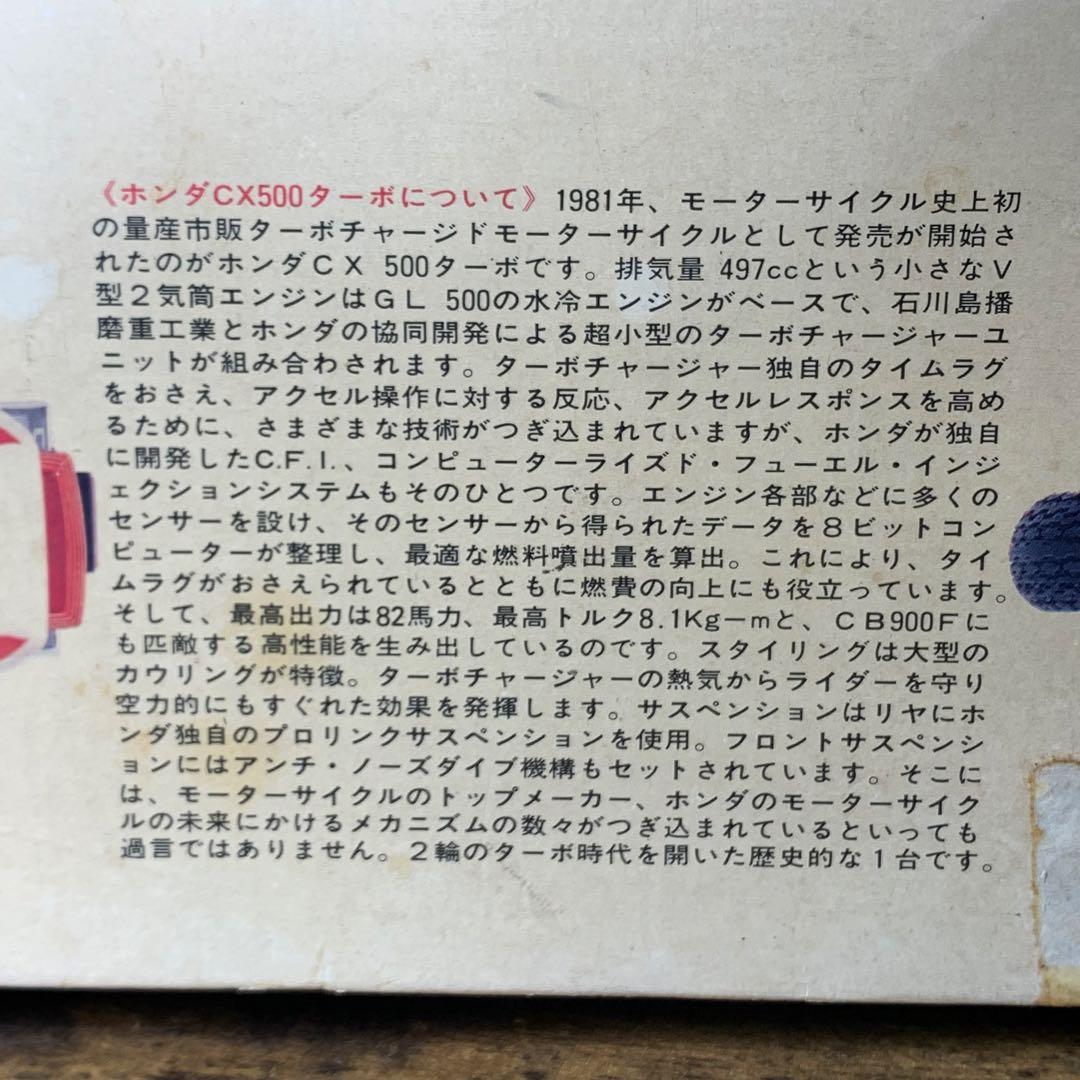 《ホンダCX500ターボについて》1981年、モーターサイクル史上初
の量産市販ターボチャージドモーターサイクルとして発売が開始さ
れたのがホンダCX 500ターボです。排気量 497ccという小さなV
型2気筒エンジンはGL 500の水冷エンジンがベースで、石川島播
磨重工業とホンダの協同開発による超小型のターボチャージャーユ
ニットが組み合わされます。ターボチャージャー独自のタイムラグ
をおさえ、アクセル操作に対する反応、アクセルレスポンスを高め
るために、さまざまな技術がつぎ込まれていますが、ホンダが独自
に開発したC.F.I.、コンピューターライズド・フューエル・インジ
ェクションシステムもそのひとつです。エンジン各部などに多くの
センサーを設け、そのセンサーから得られたデータを8ビットコン
ピューターが整理し、最適な燃料噴出量を算出。これにより、タイ
ムラグがおさえられているとともに燃費の向上にも役立っています。
そして、最高出力は82馬力、最高トルク8.1Kg－mと、CB900Fに
も匹敵する高性能を生み出しているのです。スタイリングは大型の
カウリングが特徴。ターボチャージャーの熱気からライダーを守り
空力的にもすぐれた効果を発揮します。サスペンションはリヤにホ
ンダ独自のプロリンクサスペンションを使用。フロントサスペンシ
ョンにはアンチ・ノーズダイブ機構もセットされています。そこに
は、モーターサイクルのトップメーカー、ホンダのモーターサイク
ルの未来にかけるメカニズムの数々がつぎ込まれているといっても
過言ではありません。2輪のターボ時代を開いた歴史的な1台です。